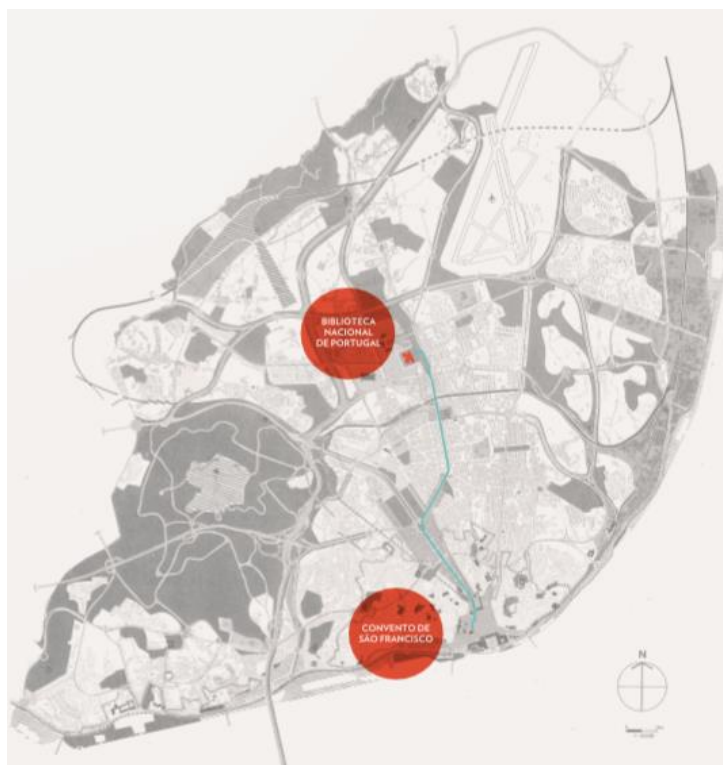 BIBLIOTECA
NACIONAL
DE PORTUGAL
CONVENTO DE
SÃO FRANCISCO
N